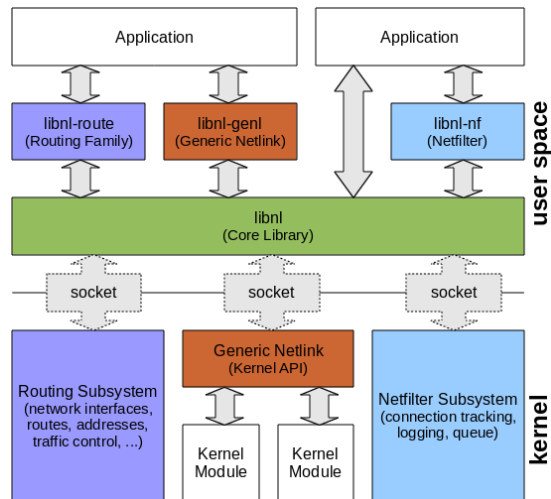 Application
Application
libnl-route
(Routing Family)
libnl-genl
(Generic Netlink)
libnl-nf
(Netfilter)
user space
libnl
(Core Library)
socket
socket
socket
Routing Subsystem
(network interfaces,
routes, addresses,
traffic control, ...)
Generic Netlink
(Kernel API)
Kernel
Module
Kernel
Module
Netfilter Subsystem
(connection tracking,
logging, queue)
kernel